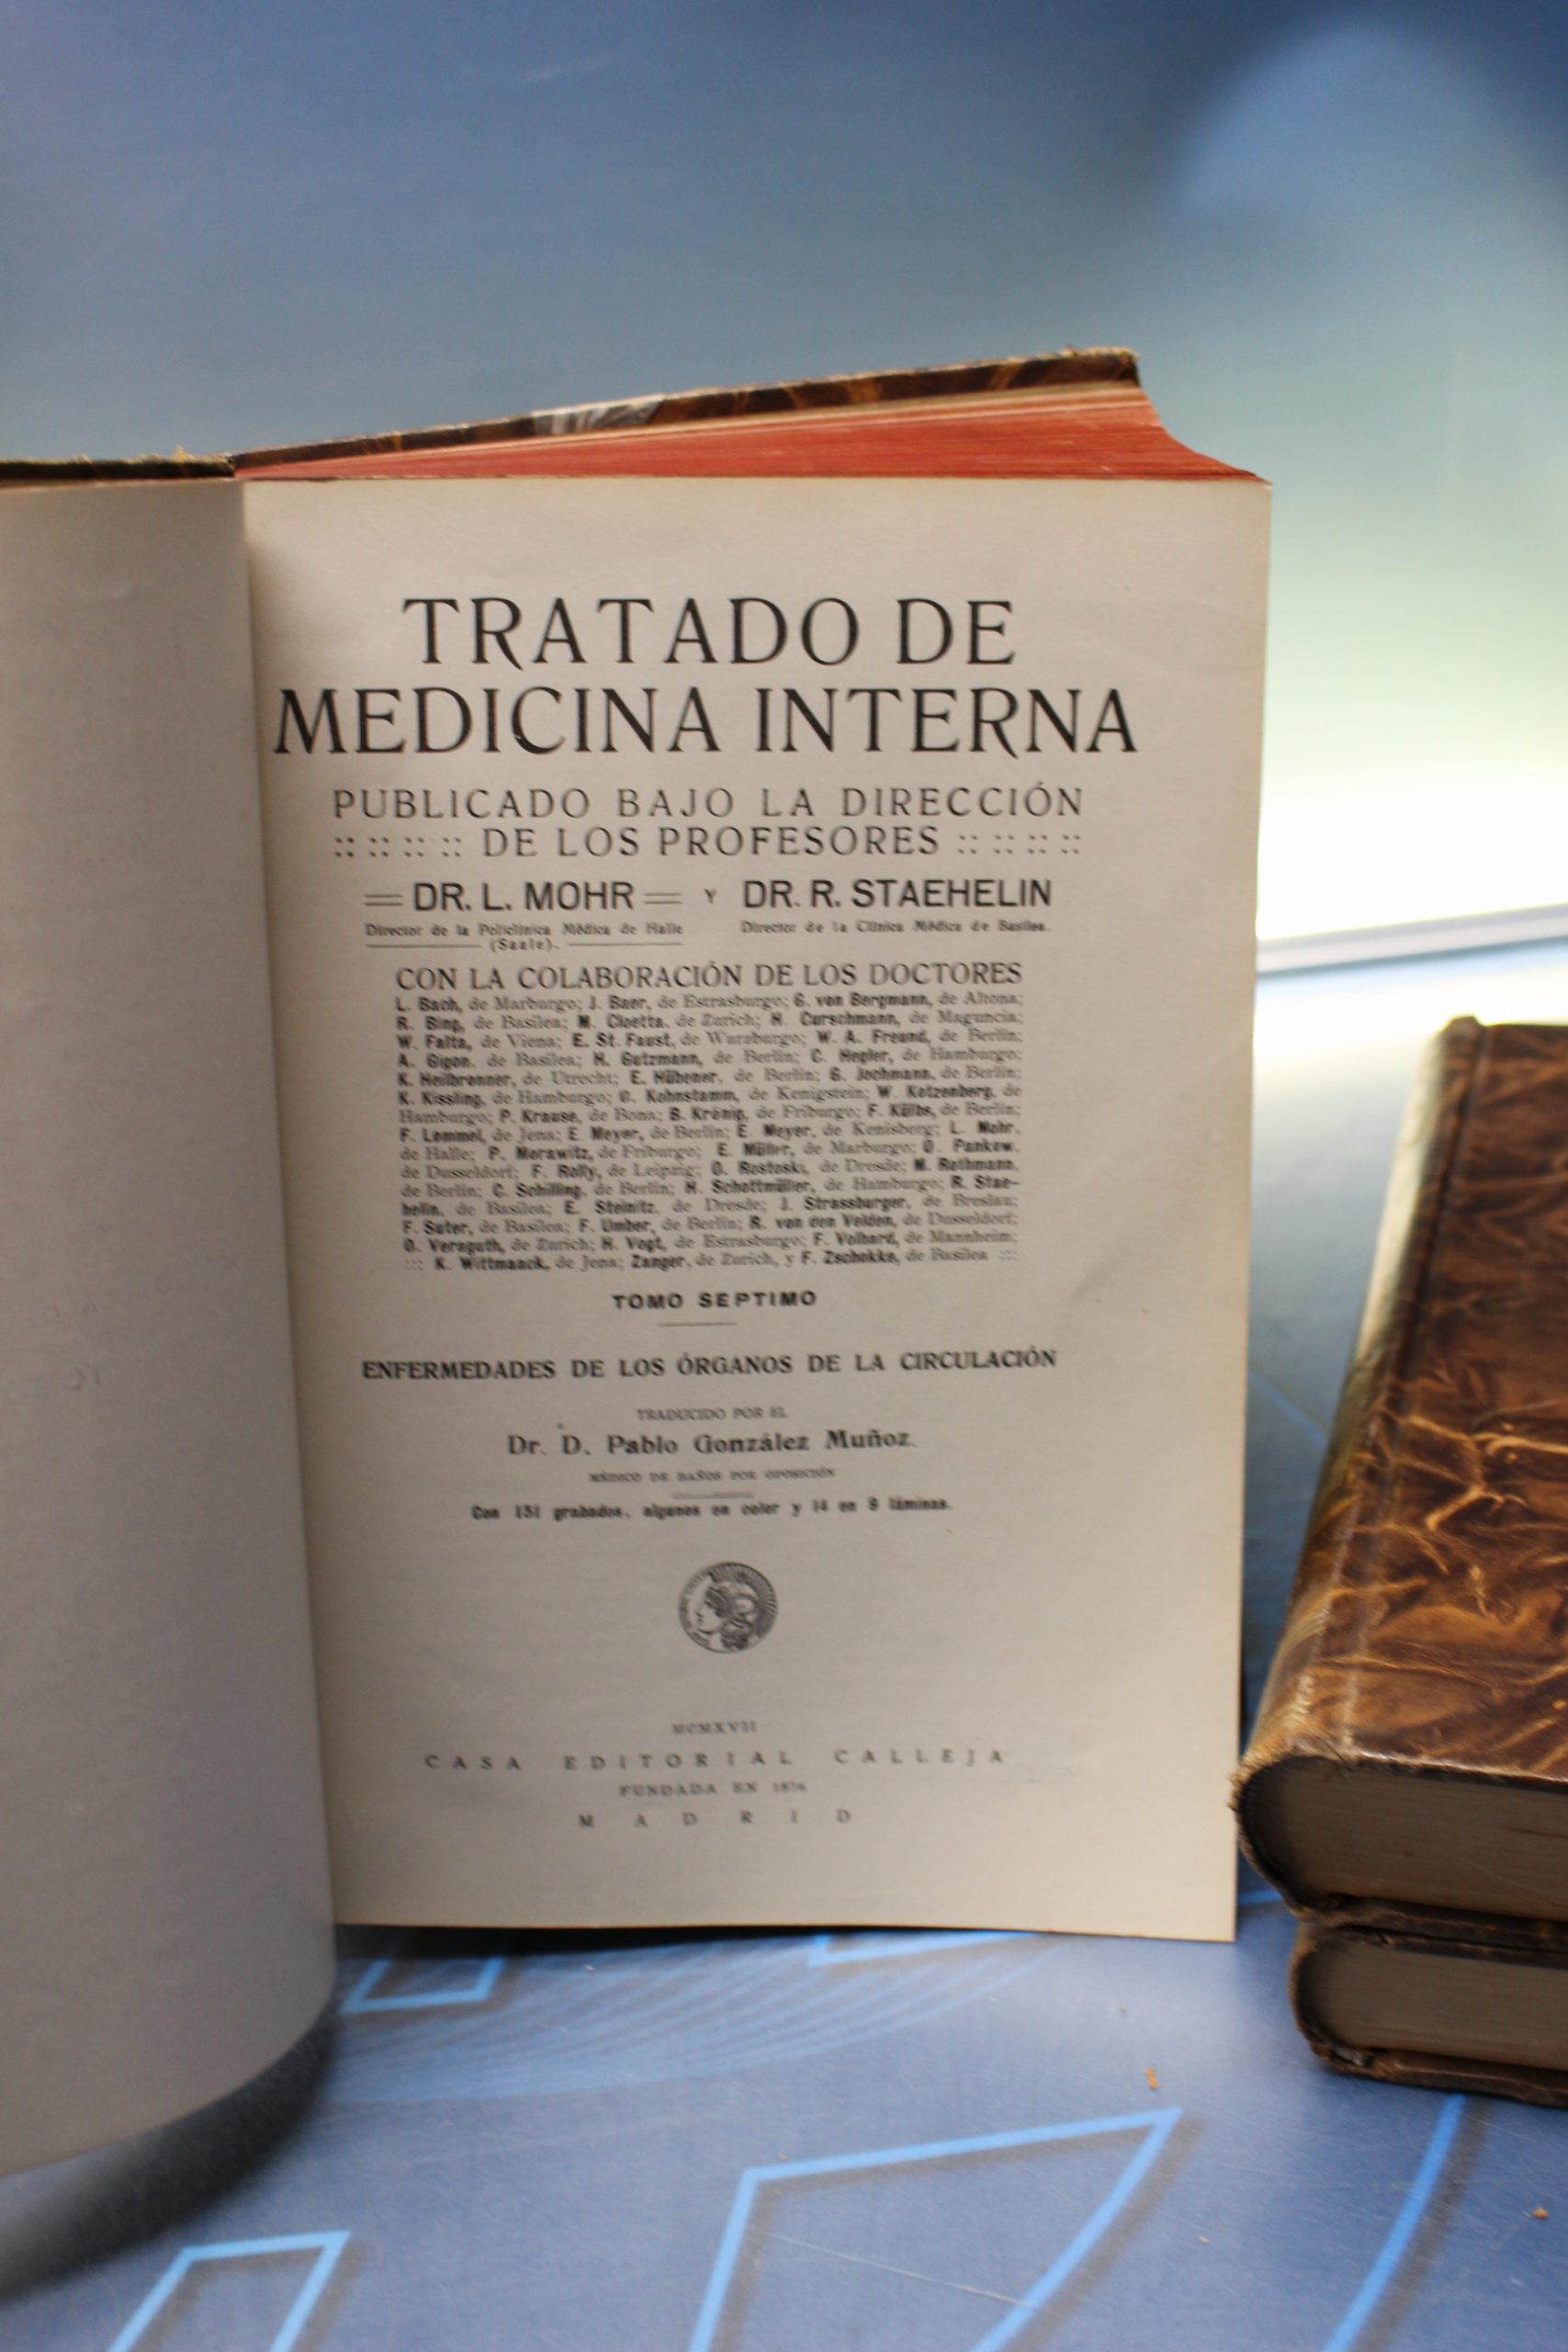 TRATADO DE
MEDICINA INTERNA
PUBLICADO BAJO LA DIRECCIÓN
:: :: :: :: DE LOS PROFESORES :: :: :: ::
DR. L. MOHR Y DR. R. STAEHELIN
Director de la Policlínica Médica de Halle Director de la Clínica Médica de Basilea.
(Saale).
CON LA COLABORACIÓN DE LOS DOCTORES
L. Bach, de Marburgo; J. Baer, de Estrasburgo; G. von Bergmann, de Altona;
R. Bing, de Basilea; M. Cloetta, de Zurich; H. Curschmann, de Maguncia;
W. Falta, de Viena; E. St. Faust, de Wurzburgo; W. A. Freund, de Berlín;
A. Gigon, de Basilea; H. Gutzmann, de Berlín; C. Hegler, de Hamburgo;
K. Heilbronner, de Utrecht; E. Hübener, de Berlín; G. Jochmann, de Berlín;
K. Kissling, de Hamburgo; O. Kohnstamm, de Kenigstein; W. Kotzenberg, de
Hamburgo; P. Krause, de Bona; B. Krönig, de Friburgo; F. Külbs, de Berlín;
F. Lommel, de Jena; E. Meyer, de Berlín; E. Meyer, de Kenisberg; L. Mohr,
de Halle; P. Morawitz, de Friburgo; E. Müller, de Marburgo; O. Pankow,
de Dusseldorf; F. Rolly, de Leipzig; O. Rostoski, de Dresde; M. Rothmann,
de Berlín; C. Schilling, de Berlín; H. Schottmüller, de Hamburgo; R. Stae-
helin, de Basilea; E. Steinitz, de Dresde; J. Strassburger, de Breslau;
F. Suter, de Basilea; F. Umber, de Berlín; R. von den Velden, de Dusseldorf;
O. Veraguth, de Zurich; H. Vogt, de Estrasburgo; F. Volhard, de Mannheim;
::: K. Wittmaack, de Jena; Zanger, de Zurich, y F. Zschokke, de Basilea :::
TOMO SEPTIMO
ENFERMEDADES DE LOS ÓRGANOS DE LA CIRCULACIÓN
TRADUCIDO POR EL
Dr. D. Pablo González Muñoz.
MÉDICO DE BAÑOS POR OPOSICIÓN
Con 151 grabados, algunos en color y 14 en 9 láminas.
MCMXVII
CASA EDITORIAL CALLEJA
FUNDADA EN 1876
MADRID